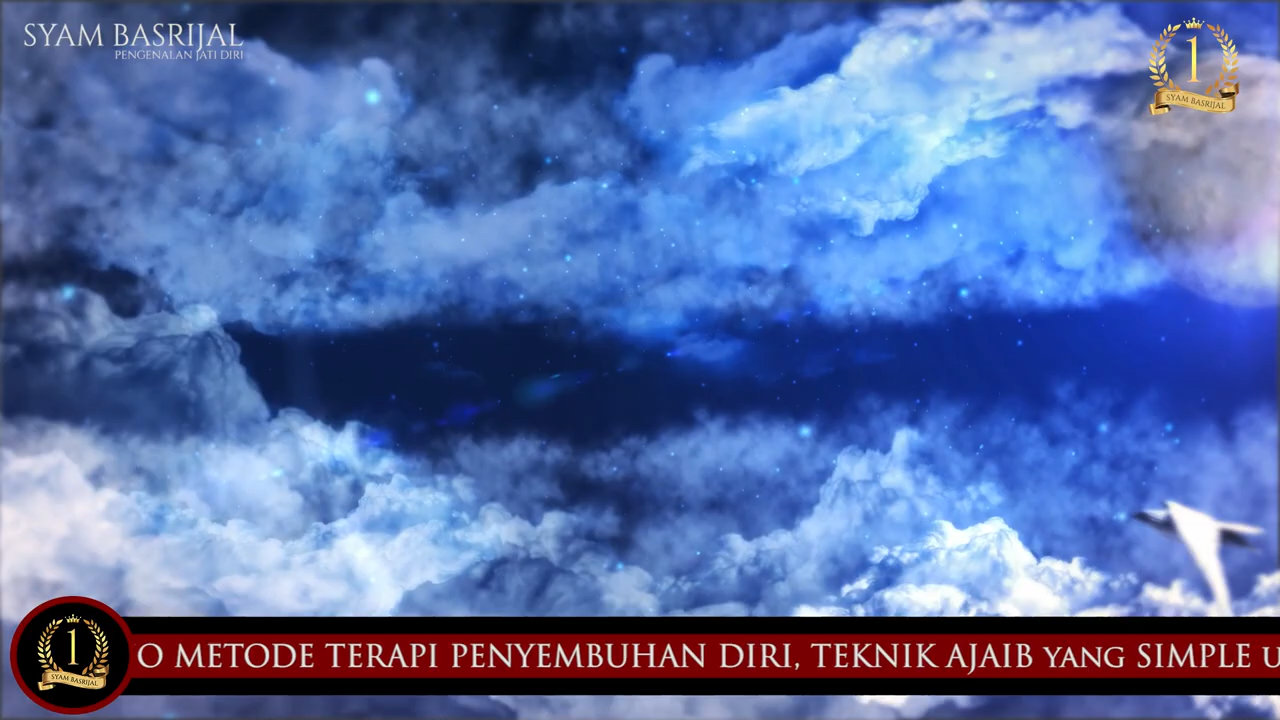 SYAM BASRIJAL
PENGENALAN JATI DIRI
1
SYAM BASRIJAL
1
SYAM BASRIJAL
O METODE TERAPI PENYEMBUHAN DIRI, TEKNIK AJAIB YANG SIMPLE